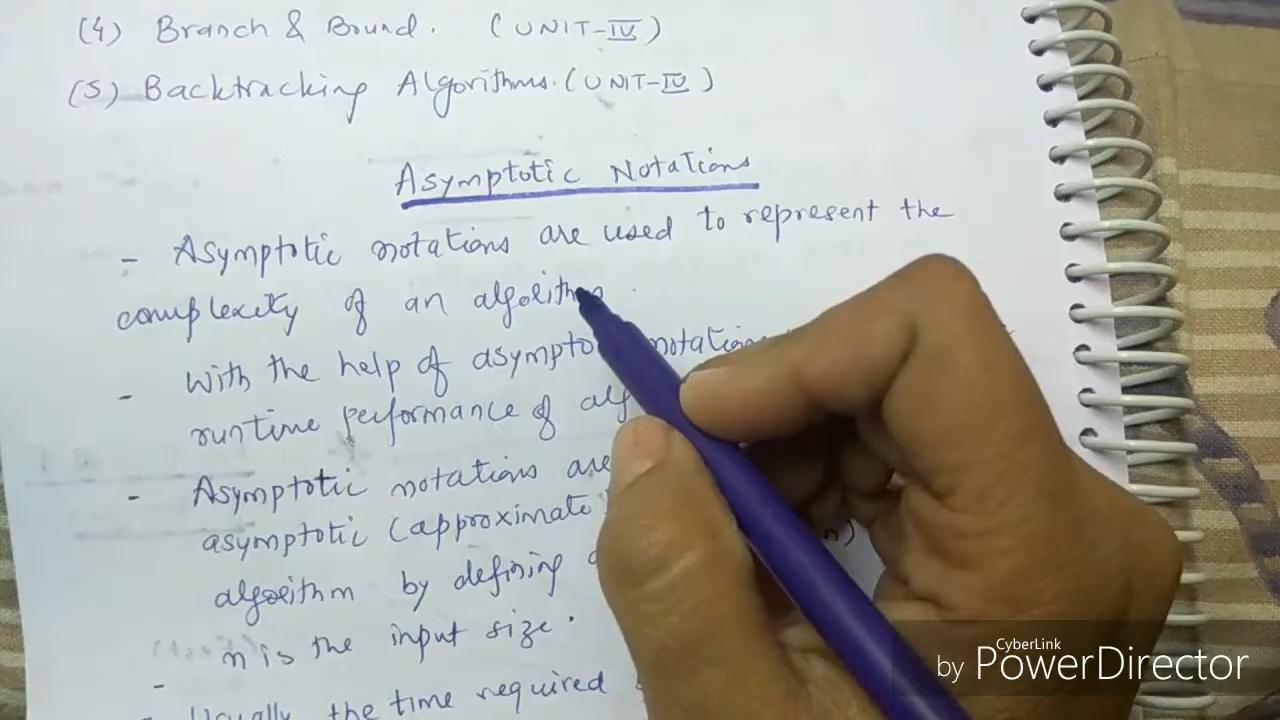 (4) Branch & Bound. (UNIT-IV)
(5) Backtracking Algorithms. (UNIT-IV)
Asymptotic Notations
- Asymptotic notations are used to represent the
complexity of an algorithm.
- With the help of asymptotic notations
runtime performance of
- Asymptotic notations are
asymptotic (approximate)
algorithm by defining
n is the input size.
-
- Usually the time required
CyberLink
by PowerDirector